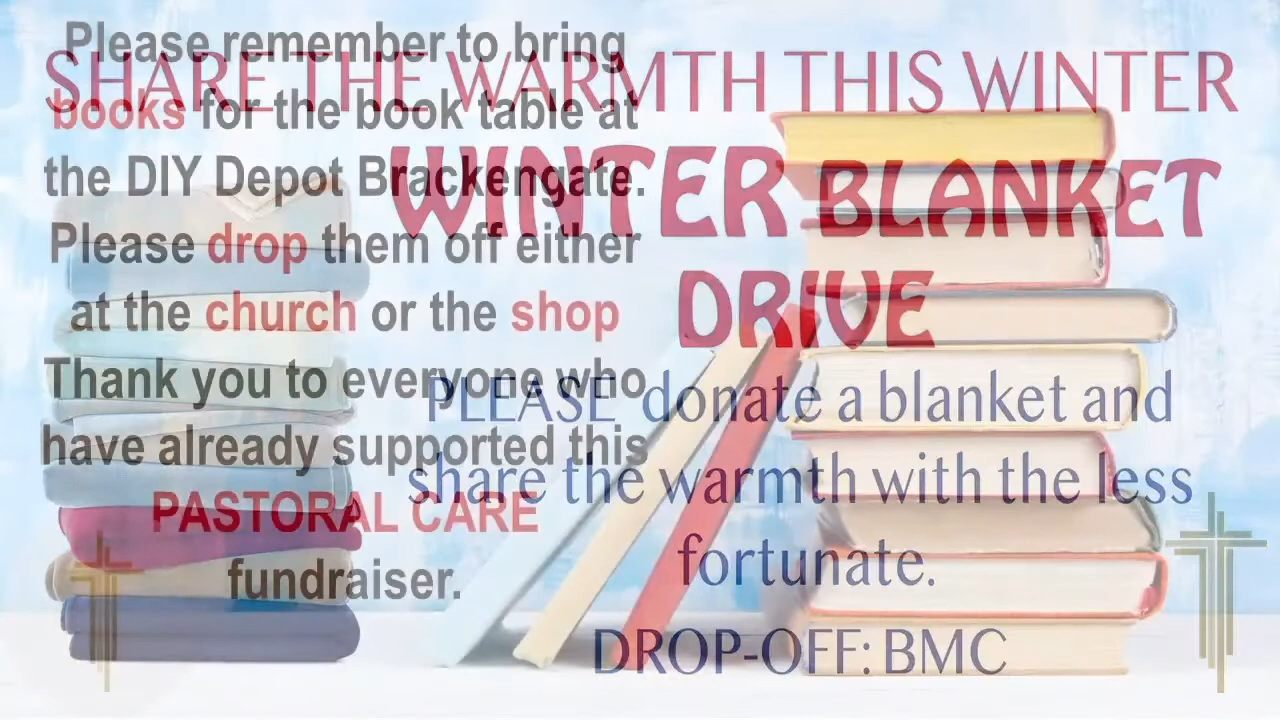 Please remember to bring
books for the book table at
the DIY Depot Brackengate.
Please drop them off either
at the church or the shop
Thank you to everyone who
have already supported this
PASTORAL CARE
fundraiser.
SHARE THE WARMTH THIS WINTER
WINTER BLANKET
DRIVE
PLEASE donate a blanket and
share the warmth with the less
fortunate.
DROP-OFF: BMC